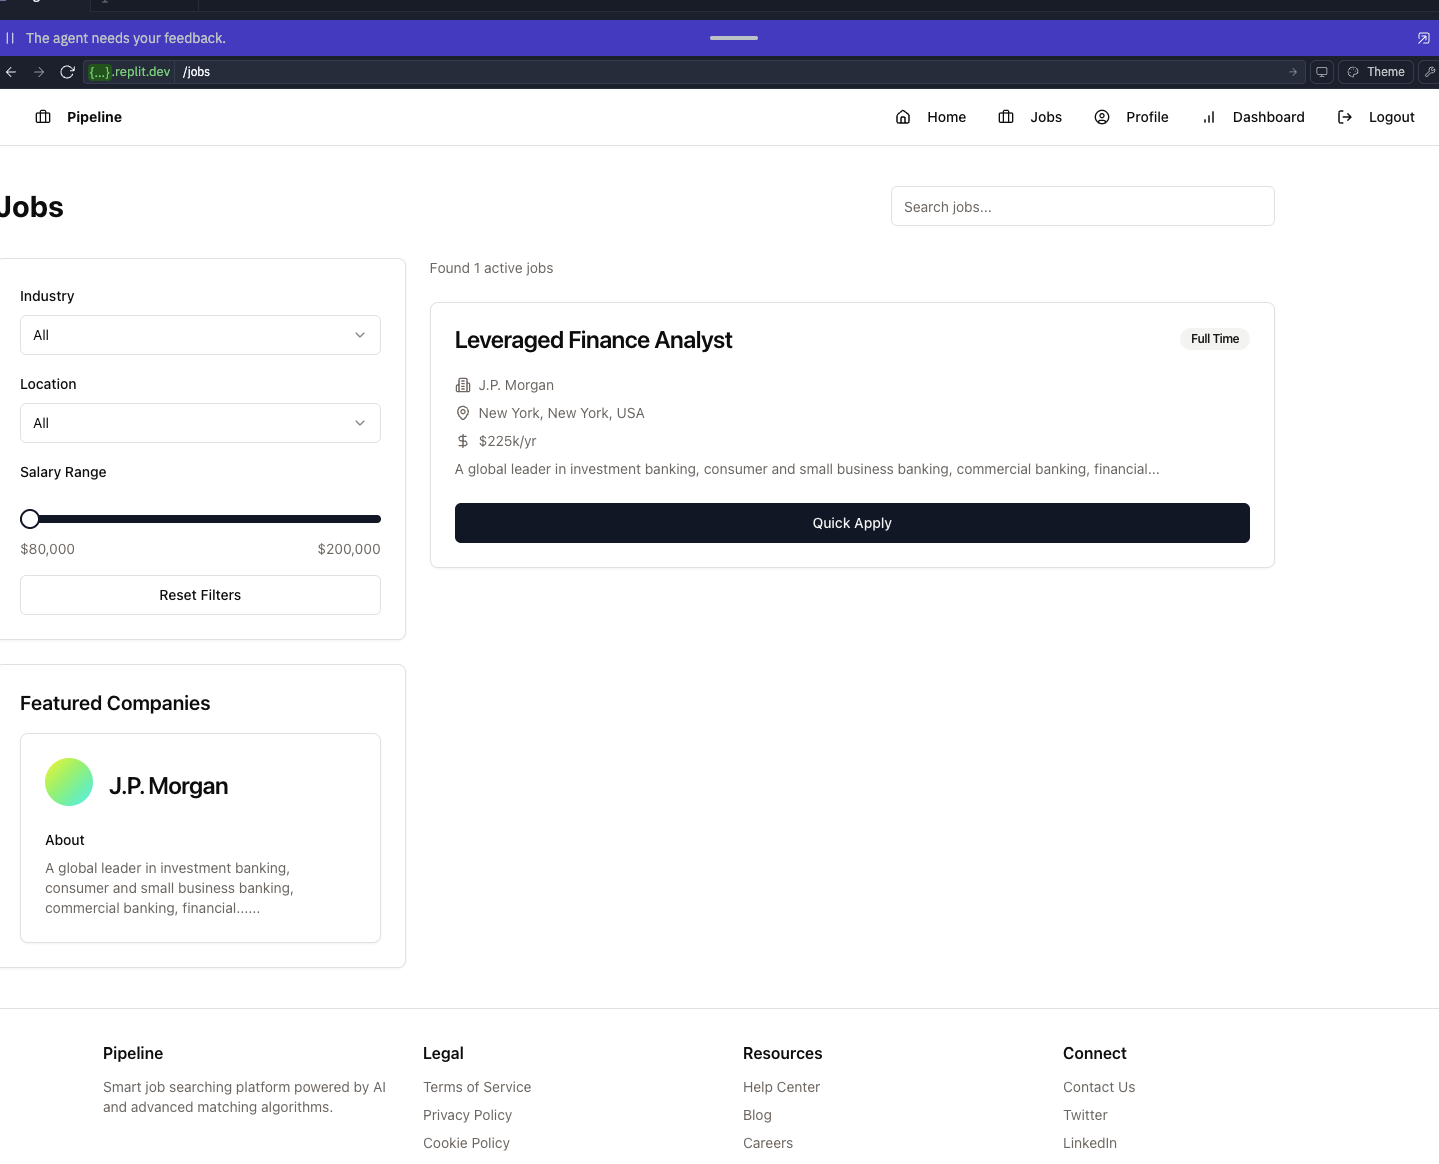 The agent needs your feedback.
{...}.replit.dev /jobs
Theme
Pipeline
Home
Jobs
Profile
Dashboard
Logout
Jobs
Search jobs...
Industry
All
Location
All
Salary Range
$80,000
$200,000
Reset Filters
Found 1 active jobs
Leveraged Finance Analyst
Full Time
J.P. Morgan
New York, New York, USA
$225k/yr
A global leader in investment banking, consumer and small business banking, commercial banking, financial...
Quick Apply
Featured Companies
J.P. Morgan
About
A global leader in investment banking,
consumer and small business banking,
commercial banking, financial......
Pipeline
Smart job searching platform powered by AI
and advanced matching algorithms.
Legal
Terms of Service
Privacy Policy
Cookie Policy
Resources
Help Center
Blog
Careers
Connect
Contact Us
Twitter
LinkedIn